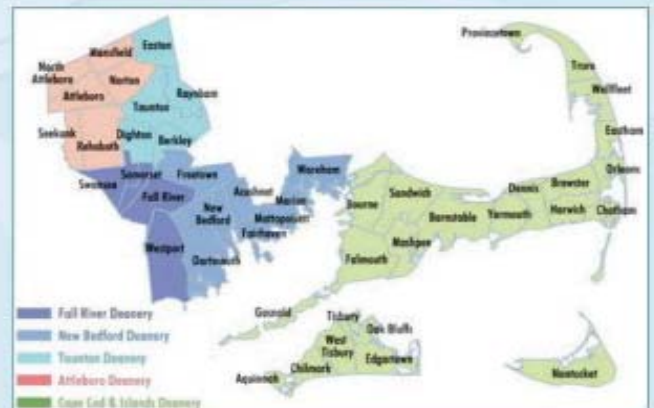 Provincetown
Easton
Mansfield
North
Attleboro
Norton
Attleboro
Raynham
Taunton
Truro
Wellfleet
Seekonk
Rehoboth
Dighton
Berkley
Eastham
Swansea
Somerset
Freetown
Wareham
Orleans
Fall River
Acushnet
Marion
Bourne
Sandwich
Dennis
Brewster
New
Bedford
Mattapoisett
Fairhaven
Barnstable
Yarmouth
Harwich
Chatham
Westport
Dartmouth
Mashpee
Falmouth
Gosnold
Tisbury
Oak Bluffs
West
Tisbury
Edgartown
Chilmark
Aquinnah
Nantucket
Fall River Deanery
New Bedford Deanery
Taunton Deanery
Attleboro Deanery
Cape Cod & Islands Deanery